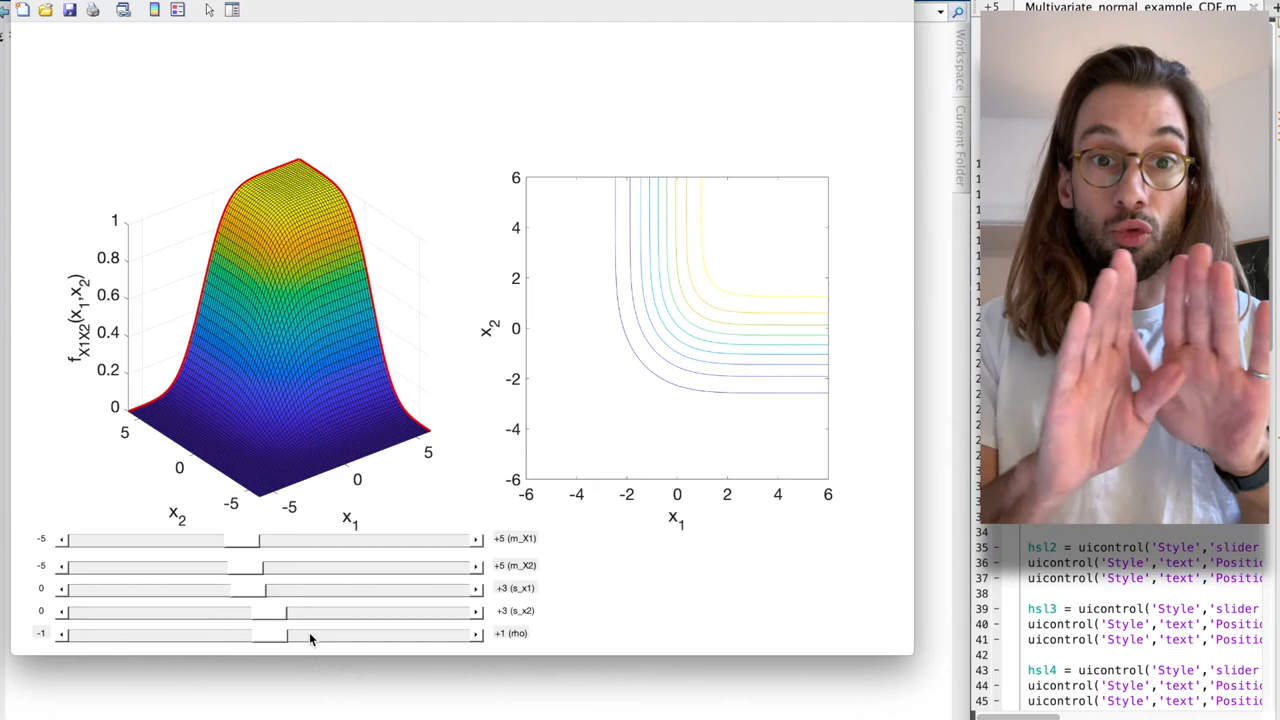 +5
Multivariate_normal_example_CDF.m
Workspace
Current Folder
1
0.8
0.6
0.4
0.2
0
f_X1X2(x_1,x_2)
5
0
-5
x_2
-5
0
5
x_1
6
4
2
0
-2
-4
-6
x_2
-6
-4
-2
0
2
4
6
x_1
-5
+5 (m_X1)
-5
+5 (m_X2)
0
+3 (s_x1)
0
+3 (s_x2)
-1
+1 (rho)
34
35 - hsl2 = uicontrol('Style','slider
36 - uicontrol('Style','text','Positio
37 - uicontrol('Style','text','Positio
38
39 - hsl3 = uicontrol('Style','slider
40 - uicontrol('Style','text','Positio
41 - uicontrol('Style','text','Positio
42
43 - hsl4 = uicontrol('Style','slider
44 - uicontrol('Style','text','Positio
45 - uicontrol('Style','text','Positio